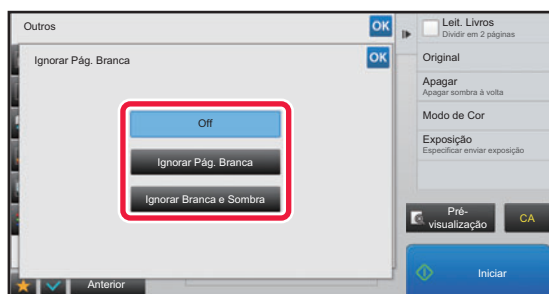 Outros
OK
Ignorar Pág. Branca
OK
Off
Ignorar Pág. Branca
Ignorar Branca e Sombra
Anterior
Leit. Livros
Dividir em 2 páginas
Original
Apagar
Apagar sombra à volta
Modo de Cor
Exposição
Especificar enviar exposição
Pré-
visualização
CA
Iniciar